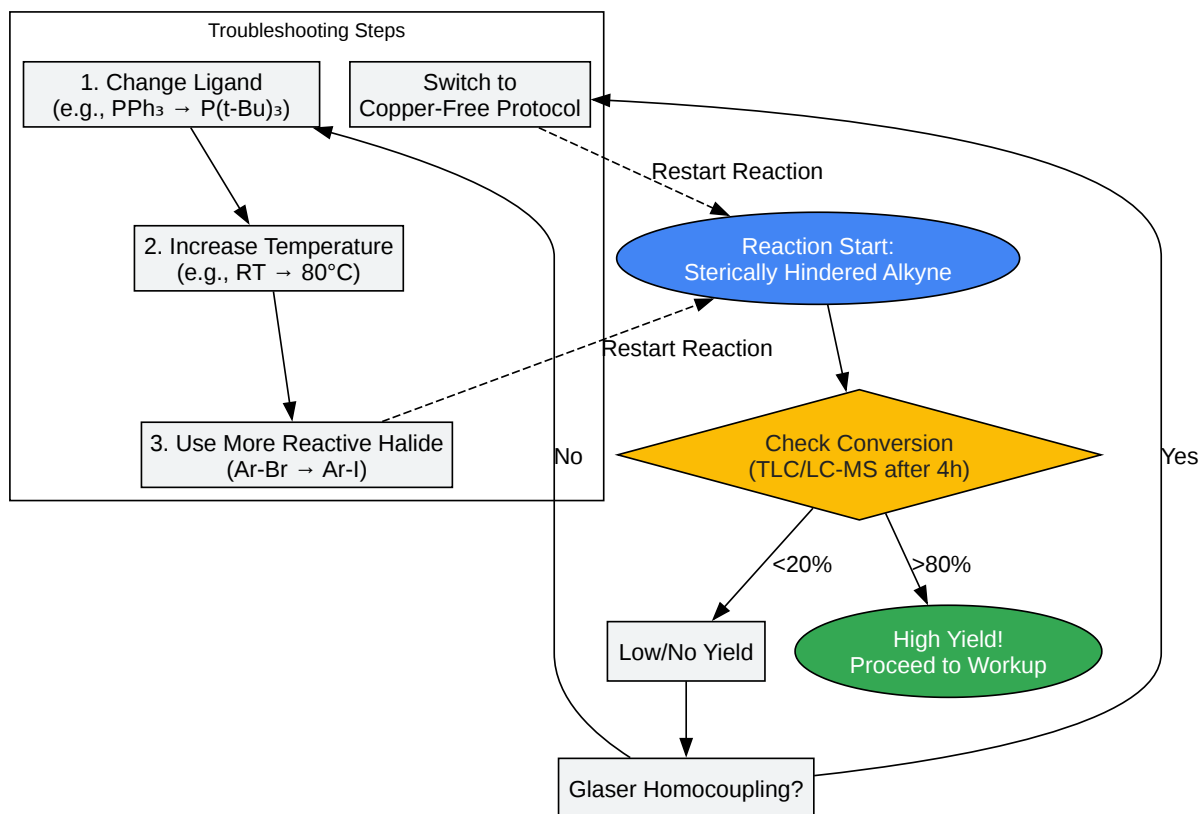 Troubleshooting Steps
1. Change Ligand
(e.g., PPh₃ → P(t-Bu)₃)
Switch to
Copper-Free Protocol
Restart Reaction
2. Increase Temperature
(e.g., RT → 80°C)
Reaction Start:
Sterically Hindered Alkyne
Restart Reaction
3. Use More Reactive Halide
(Ar-Br → Ar-I)
No
Check Conversion
(TLC/LC-MS after 4h)
Yes
<20%
>80%
Low/No Yield
High Yield!
Proceed to Workup
Glaser Homocoupling?